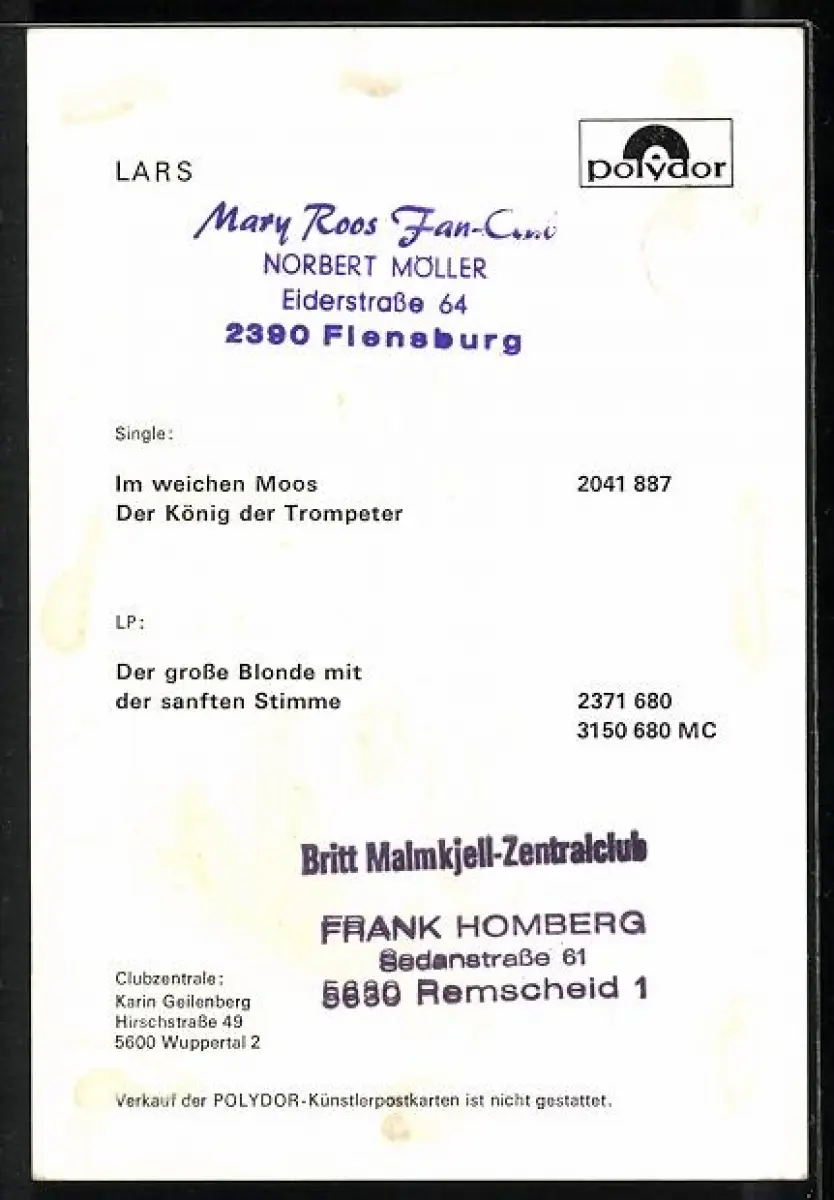 LARS
polydor
Mary Roos Fan-Club
NORBERT MÖLLER
Eiderstraße 64
2390 Flensburg
Single:
Im weichen Moos 2041 887
Der König der Trompeter
LP:
Der große Blonde mit
der sanften Stimme 2371 680
3150 680 MC
Britt Malmkjell-Zentralclub
FRANK HOMBERG
Sedanstraße 61
5630 Remscheid 1
Clubzentrale:
Karin Geilenberg
Hirschstraße 49
5600 Wuppertal 2
Verkauf der POLYDOR-Künstlerpostkarten ist nicht gestattet.